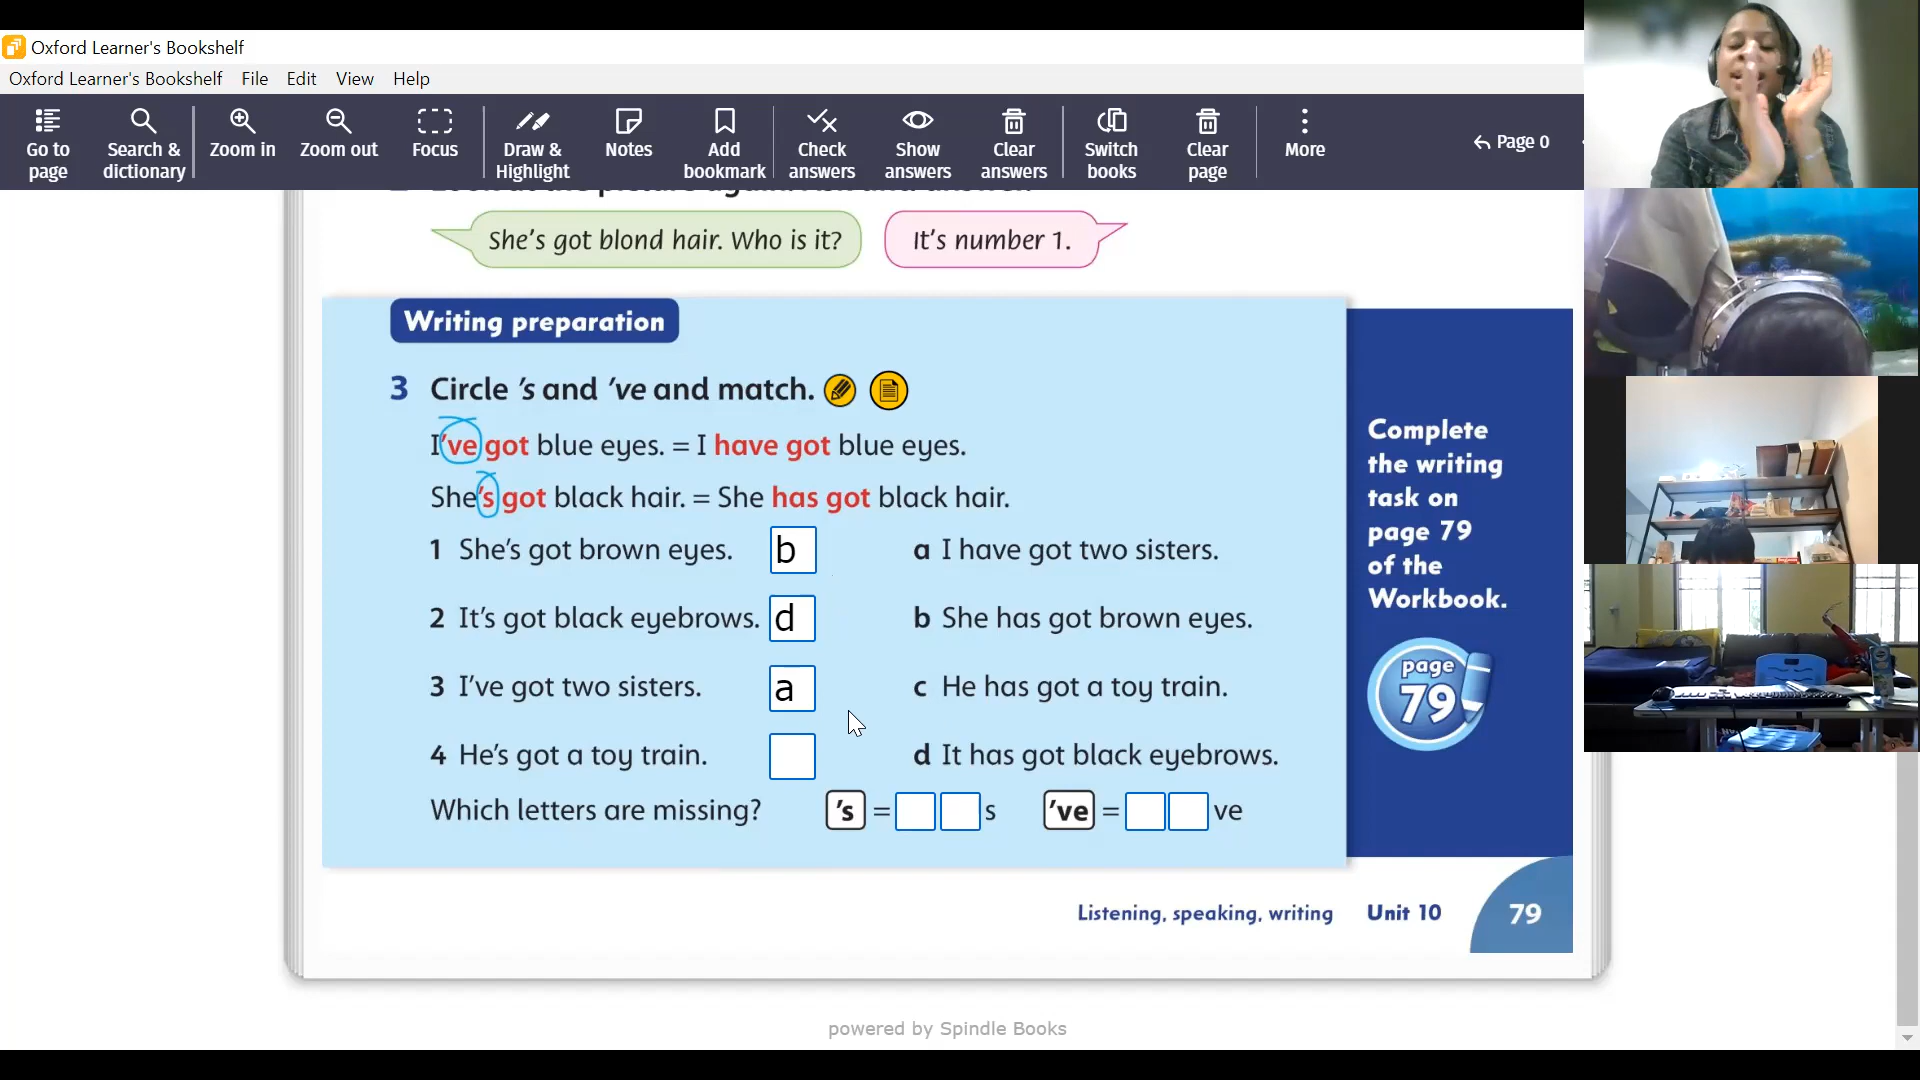 Oxford Learner's Bookshelf
Oxford Learner's Bookshelf File Edit View Help
Go to page
Search & dictionary
Zoom in
Zoom out
Focus
Draw & Highlight
Notes
Add bookmark
Check answers
Show answers
Clear answers
Switch books
Clear page
More
Page 0
She's got blond hair. Who is it?
It's number 1.
Writing preparation
3 Circle 's and 've and match.
I've got blue eyes. = I have got blue eyes.
She's got black hair. = She has got black hair.
1 She's got brown eyes. b a I have got two sisters.
2 It's got black eyebrows. d b She has got brown eyes.
3 I've got two sisters. a c He has got a toy train.
4 He's got a toy train. d It has got black eyebrows.
Which letters are missing? 's = s 've = ve
Complete
the writing
task on
page 79
of the
Workbook.
page
79
Listening, speaking, writing Unit 10 79
powered by Spindle Books